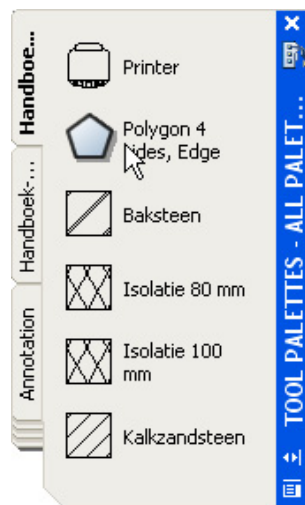 Handboe...
Handboek-...
Annotation
Printer
Polygon 4
ides, Edge
Baksteen
Isolatie 80 mm
Isolatie 100
mm
Kalkzandsteen
TOOL PALETTES - ALL PALET...